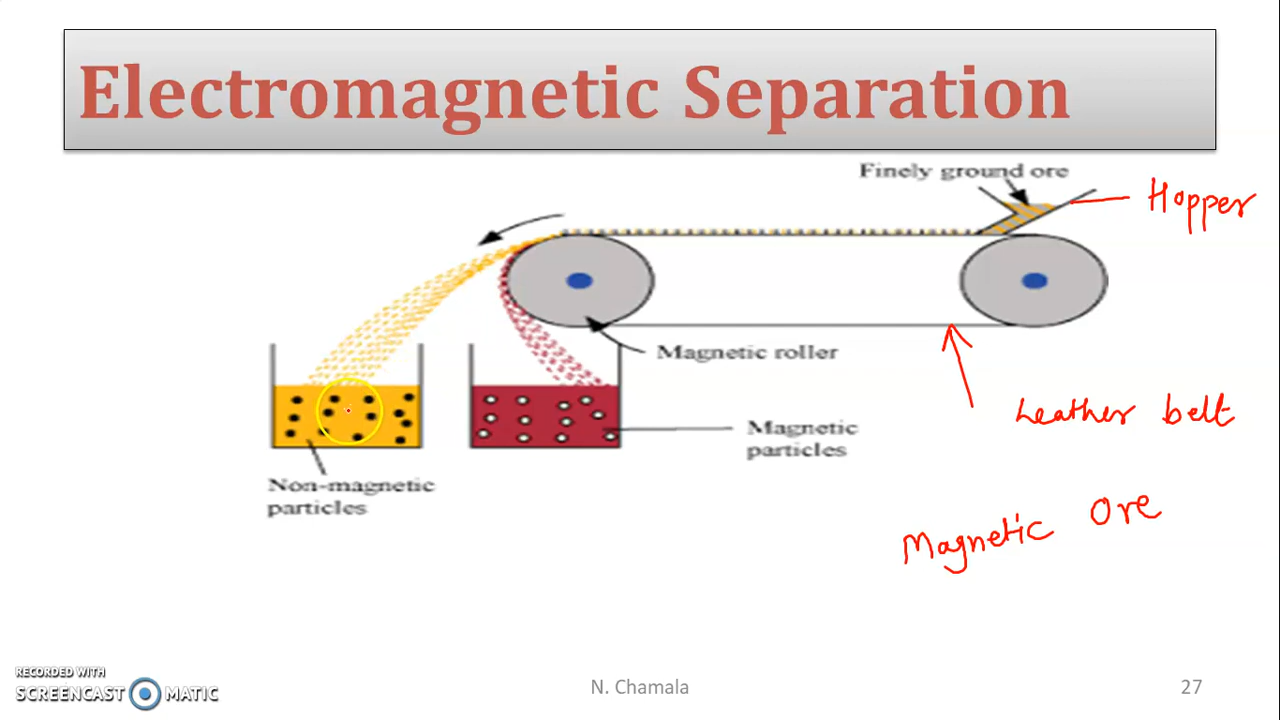 Electromagnetic Separation
Finely ground ore
Hopper
Magnetic roller
Leather belt
Magnetic
particles
Non-magnetic
particles
Magnetic Ore
RECORDED WITH
SCREENCAST MATIC
N. Chamala
27